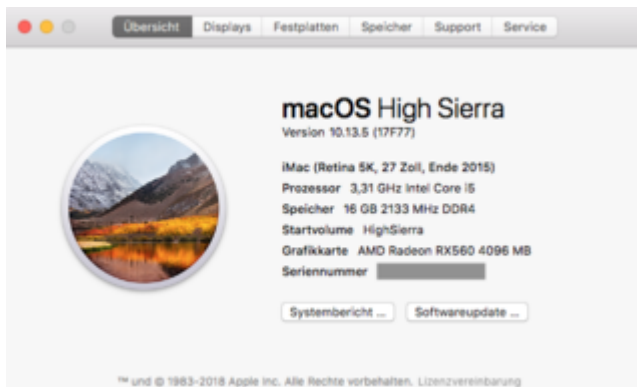 Übersicht Displays Festplatten Speicher Support Service
macOS High Sierra
Version 10.13.5 (17F77)
iMac (Retina 5K, 27 Zoll, Ende 2015)
Prozessor 3,31 GHz Intel Core i5
Speicher 16 GB 2133 MHz DDR4
Startvolume HighSierra
Grafikkarte AMD Radeon RX560 4096 MB
Seriennummer
Systembericht ... Softwareupdate ...
™ und © 1983-2018 Apple Inc. Alle Rechte vorbehalten. Lizenzvereinbarung